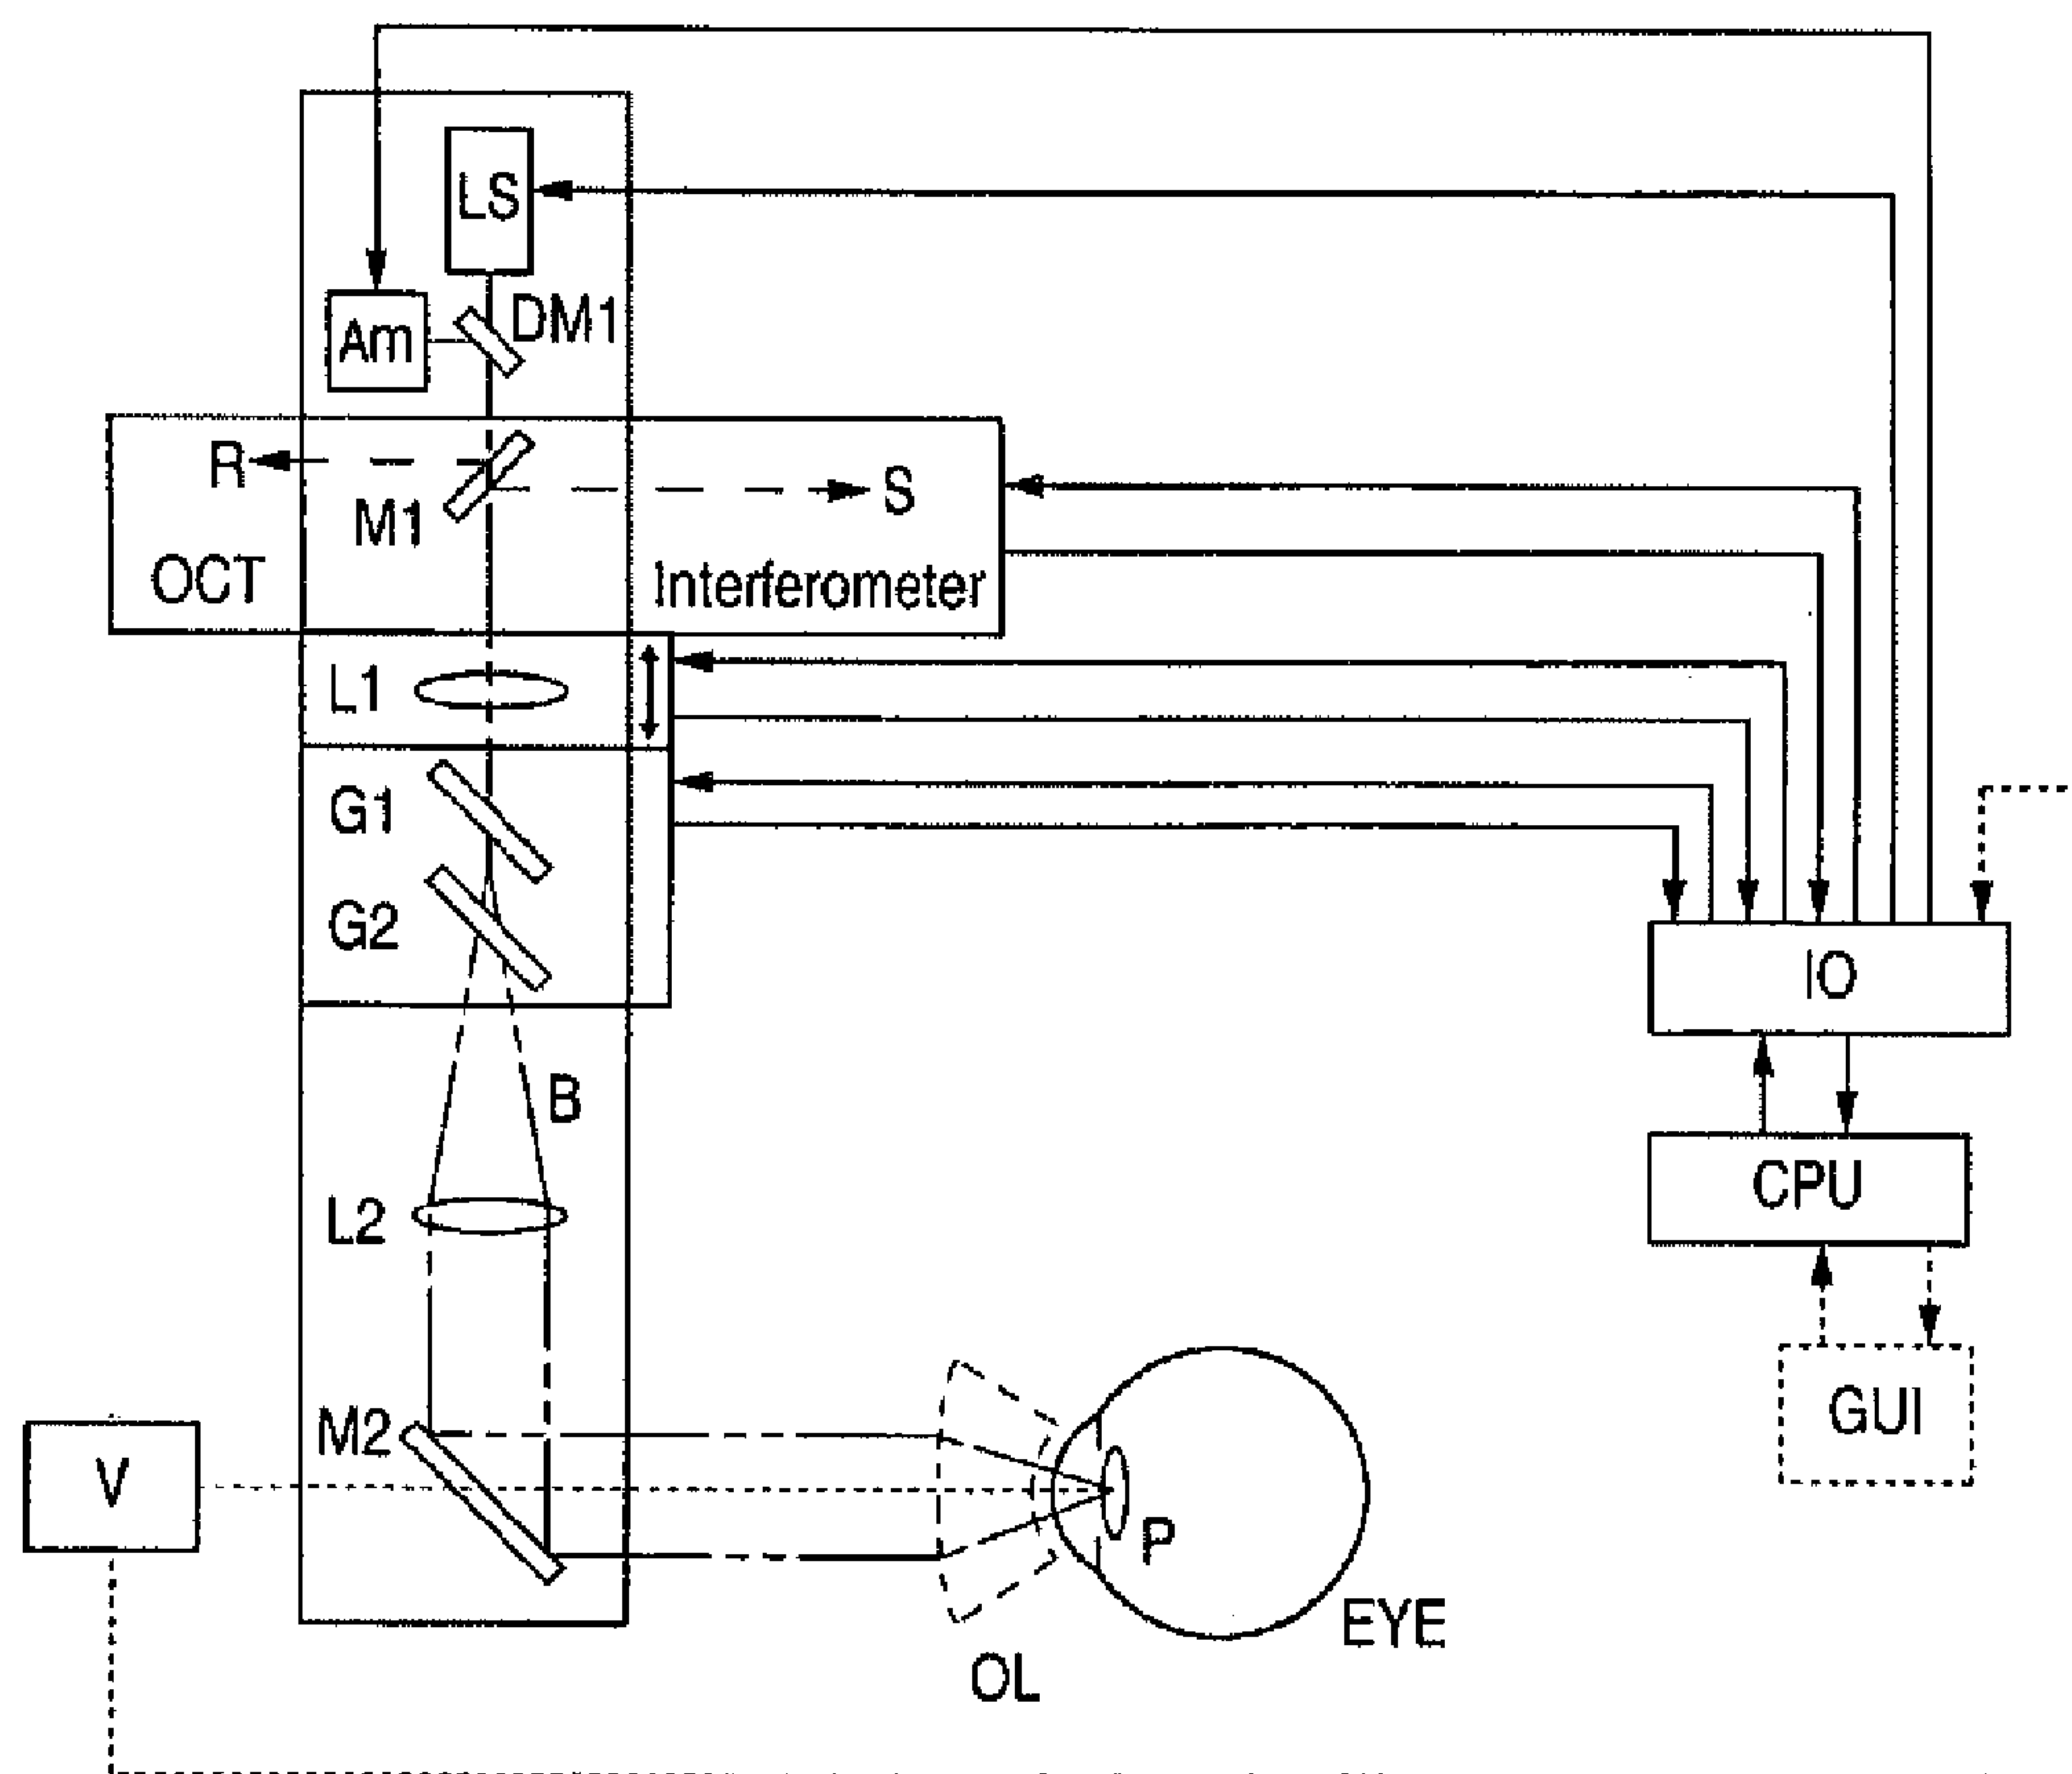 LS
DM1
Am
R
S
M1
OCT
Interferometer
L1
G1
G2
IO
B
CPU
L2
GUI
M2
V
P
EYE
OL